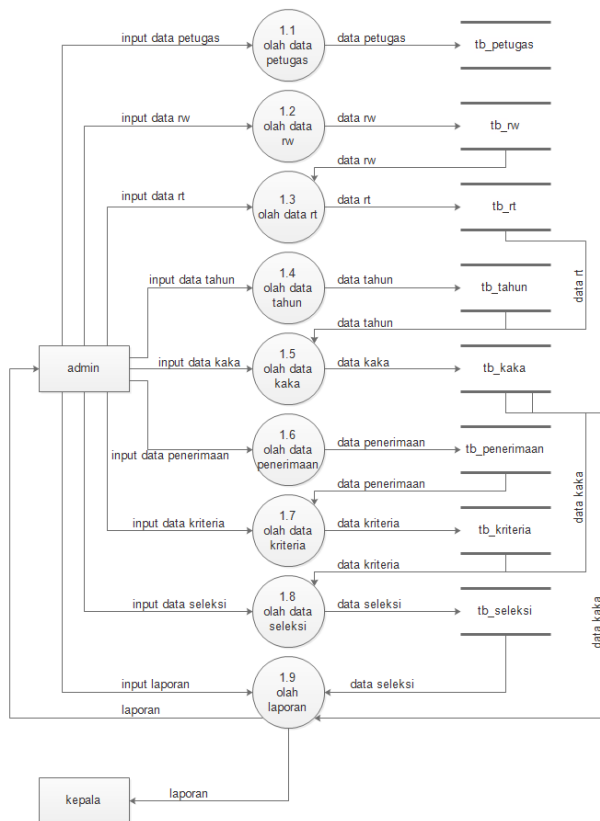 input data petugas
1.1
olah data
petugas
data petugas
tb_petugas
input data rw
1.2
olah data
rw
data rw
tb_rw
data rw
input data rt
1.3
olah data rt
data rt
tb_rt
data rt
input data tahun
1.4
olah data
tahun
data tahun
tb_tahun
data tahun
admin
input data kaka
1.5
olah data
kaka
data kaka
tb_kaka
input data penerimaan
1.6
olah data
penerimaan
data penerimaan
tb_penerimaan
data kaka
data penerimaan
input data kriteria
1.7
olah data
kriteria
data kriteria
tb_kriteria
data kriteria
input data seleksi
1.8
olah data
seleksi
data seleksi
tb_seleksi
data kaka
input laporan
1.9
olah
laporan
data seleksi
laporan
kepala
laporan